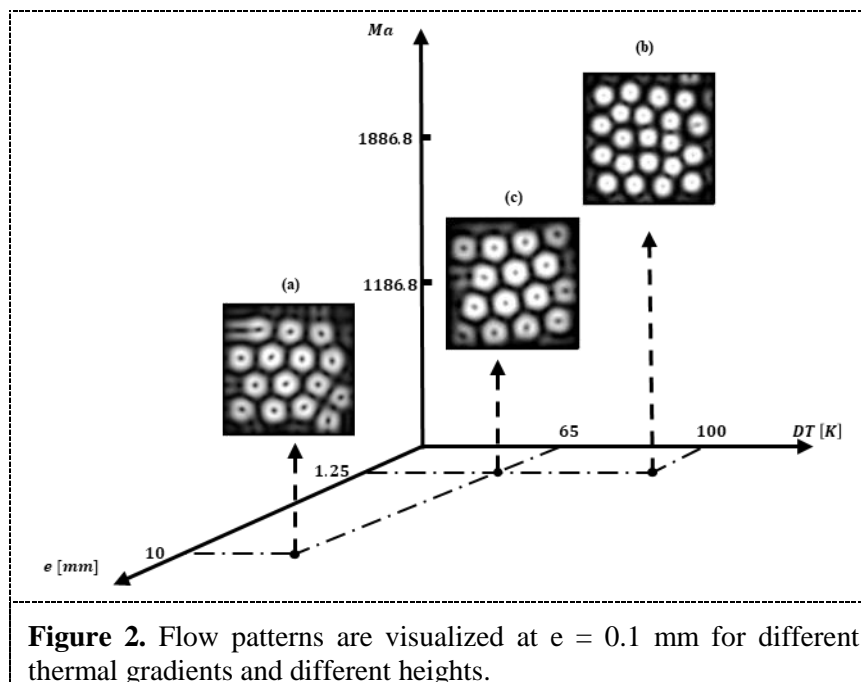 Ma
(b)
1886.8
(c)
1186.8
(a)
65
100
DT [K]
1.25
10
e [mm]
Figure 2. Flow patterns are visualized at e = 0.1 mm for different
thermal gradients and different heights.